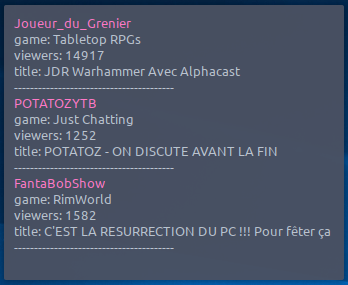 Joueur_du_Grenier
game: Tabletop RPGs
viewers: 14917
title: JDR Warhammer Avec Alphacast
----------------------------------------
POTATOZYTB
game: Just Chatting
viewers: 1252
title: POTATOZ - ON DISCUTE AVANT LA FIN
----------------------------------------
FantaBobShow
game: RimWorld
viewers: 1582
title: C'EST LA RESURRECTION DU PC !!! Pour fêter ça
----------------------------------------